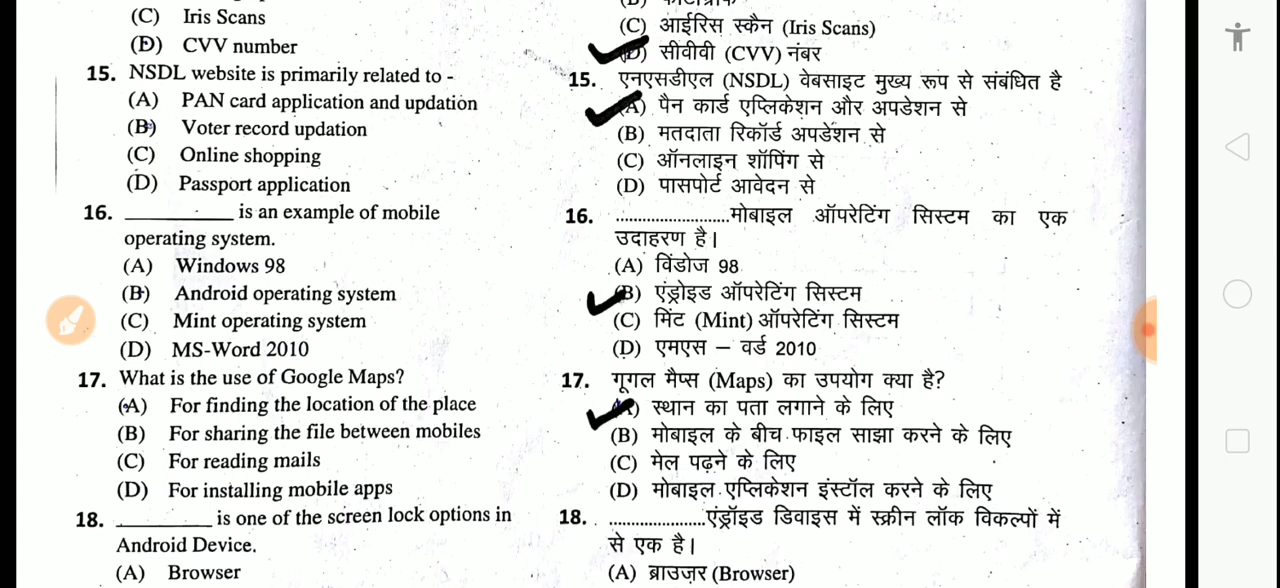 (C) Iris Scans
(D) CVV number
15. NSDL website is primarily related to -
(A) PAN card application and updation
(B) Voter record updation
(C) Online shopping
(D) Passport application
16. __________ is an example of mobile
operating system.
(A) Windows 98
(B) Android operating system
(C) Mint operating system
(D) MS-Word 2010
17. What is the use of Google Maps?
(A) For finding the location of the place
(B) For sharing the file between mobiles
(C) For reading mails
(D) For installing mobile apps
18. _________ is one of the screen lock options in
Android Device.
(A) Browser
(C) आईरिस स्कैन (Iris Scans)
(D) सीवीवी (CVV) नंबर
15. एनएसडीएल (NSDL) वेबसाइट मुख्य रूप से संबंधित है
(A) पैन कार्ड एप्लिकेशन और अपडेशन से
(B) मतदाता रिकॉर्ड अपडेशन से
(C) ऑनलाइन शॉपिंग से
(D) पासपोर्ट आवेदन से
16. .........................मोबाइल ऑपरेटिंग सिस्टम का एक
उदाहरण है।
(A) विंडोज 98
(B) एंड्रोइड ऑपरेटिंग सिस्टम
(C) मिंट (Mint) ऑपरेटिंग सिस्टम
(D) एमएस – वर्ड 2010
17. गूगल मैप्स (Maps) का उपयोग क्या है?
स्थान का पता लगाने के लिए
(B) मोबाइल के बीच फाइल साझा करने के लिए
(C) मेल पढ़ने के लिए
(D) मोबाइल एप्लिकेशन इंस्टॉल करने के लिए
18. .....................एंड्रॉइड डिवाइस में स्क्रीन लॉक विकल्पों में
से एक है।
(A) ब्राउज़र (Browser)